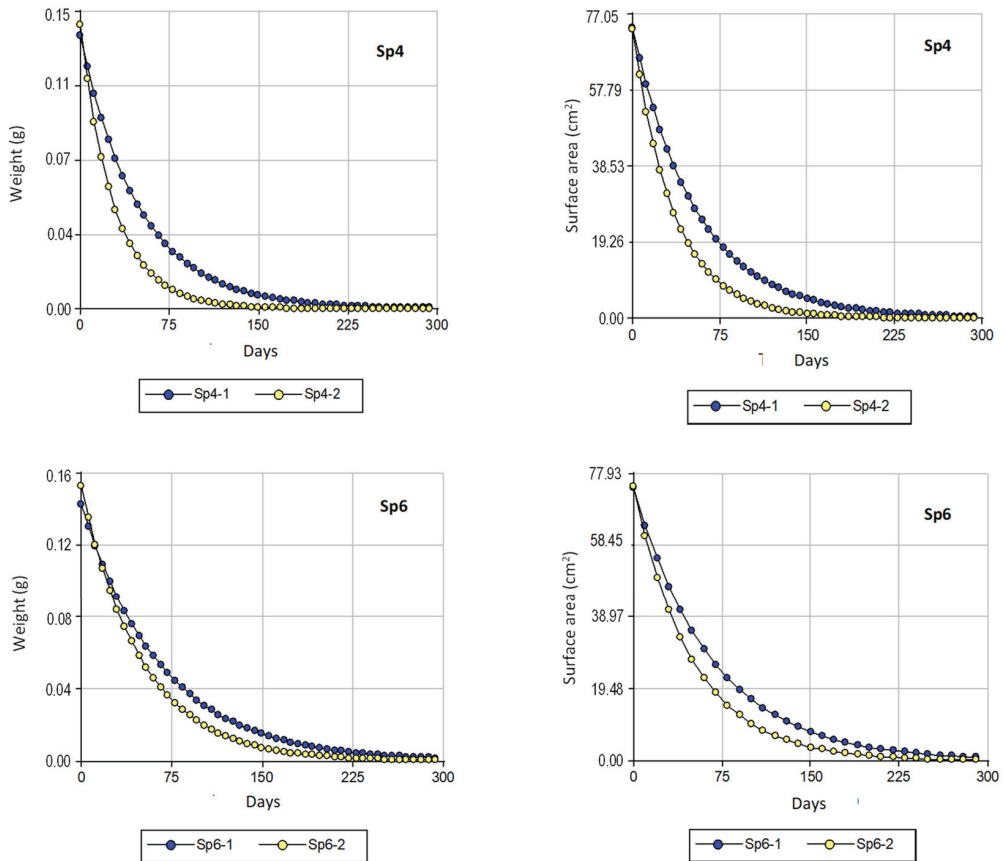 Sp4
Weight (g)
0.15
0.11
0.07
0.04
0.00
0
75
150
225
300
Days
Sp4-1
Sp4-2
Sp4
Surface area (cm²)
77.05
57.79
38.53
19.26
0.00
0
75
150
225
300
Days
Sp4-1
Sp4-2
Sp6
Weight (g)
0.16
0.12
0.08
0.04
0.00
0
75
150
225
300
Days
Sp6-1
Sp6-2
Sp6
Surface area (cm²)
77.93
58.45
38.97
19.48
0.00
0
75
150
225
300
Days
Sp6-1
Sp6-2